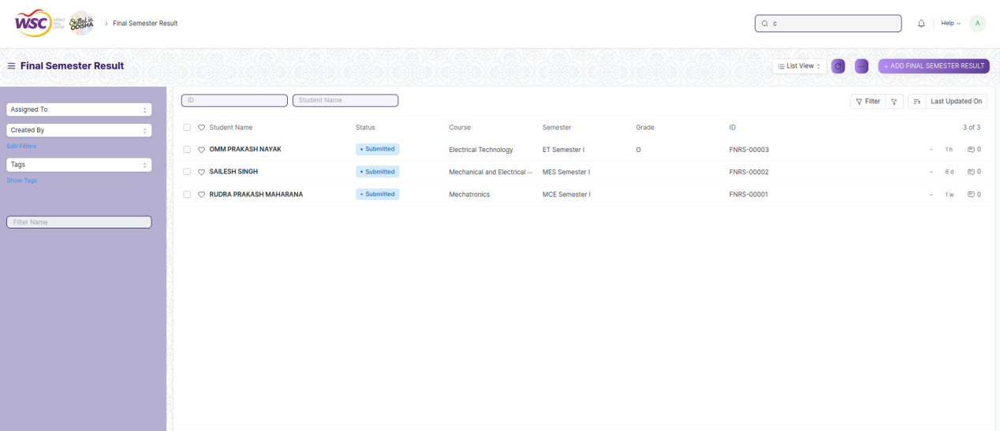 WSC WORLD SKILL CENTER Skilled in ODISHA > Final Semester Result c Help A
Final Semester Result List View + ADD FINAL SEMESTER RESULT
Assigned To
Created By
Edit Filters
Tags
Show Tags
Filter Name
ID Student Name Filter Last Updated On
Student Name Status Course Semester Grade ID 3 of 3
OMM PRAKASH NAYAK • Submitted Electrical Technology ET Semester I O FNRS-00003 - 1 h 0
SAILESH SINGH • Submitted Mechanical and Electrical ... MES Semester I FNRS-00002 - 6 d 0
RUDRA PRAKASH MAHARANA • Submitted Mechatronics MCE Semester I FNRS-00001 - 1 w 0